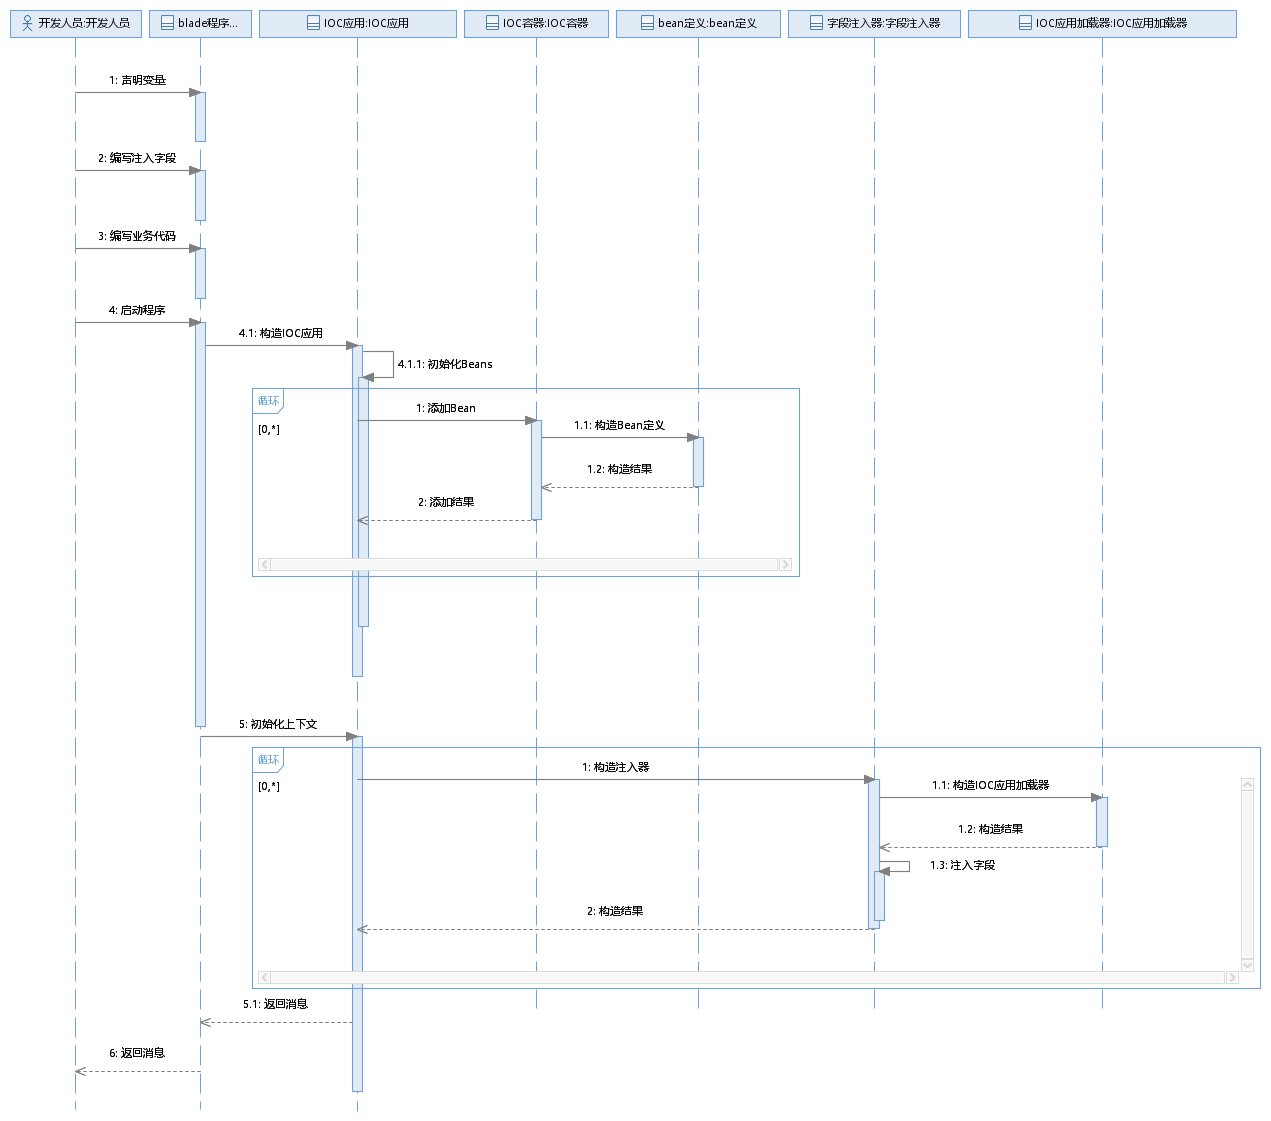 开发人员:开发人员
blade程序...
IOC应用:IOC应用
IOC容器:IOC容器
bean定义:bean定义
字段注入器:字段注入器
IOC应用加载器:IOC应用加载器
1: 声明变量
2: 编写注入字段
3: 编写业务代码
4: 启动程序
4.1: 构造IOC应用
4.1.1: 初始化Beans
循环
[0,*]
1: 添加Bean
1.1: 构造Bean定义
1.2: 构造结果
2: 添加结果
5: 初始化上下文
循环
[0,*]
1: 构造注入器
1.1: 构造IOC应用加载器
1.2: 构造结果
1.3: 注入字段
2: 构造结果
5.1: 返回消息
6: 返回消息